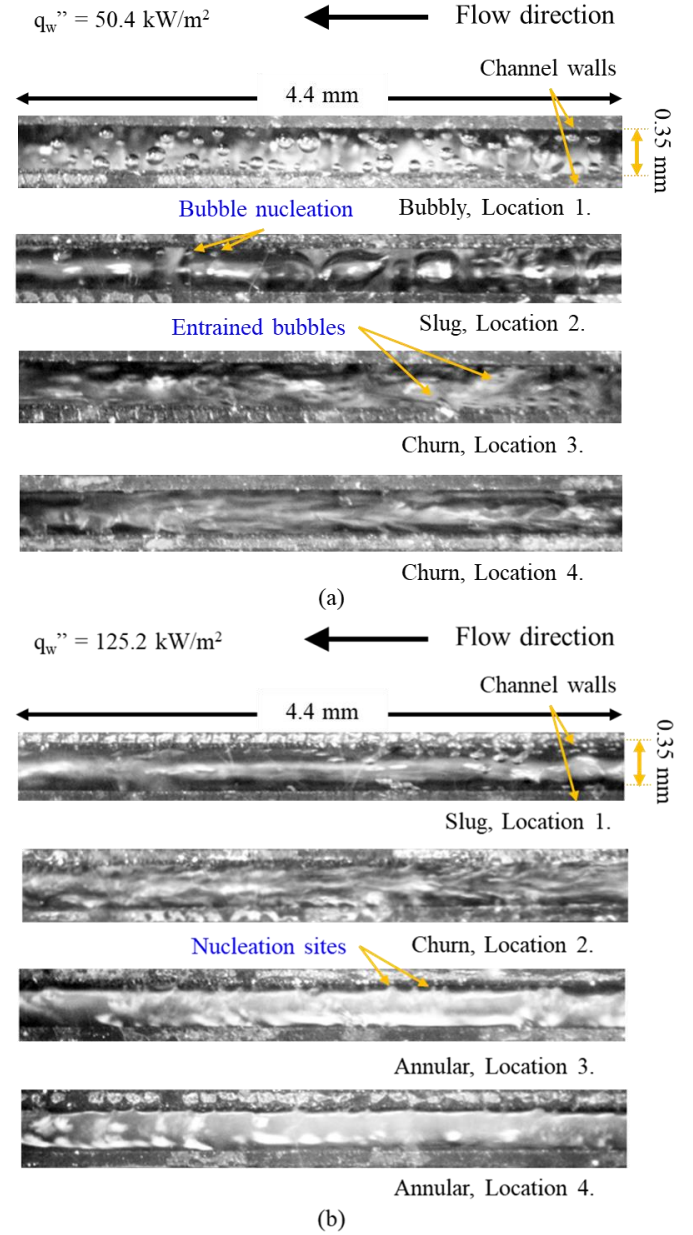 q_w” = 50.4 kW/m²
Flow direction
Channel walls
4.4 mm
0.35 mm
Bubble nucleation
Bubbly, Location 1.
Entrained bubbles
Slug, Location 2.
Churn, Location 3.
Churn, Location 4.
(a)
q_w” = 125.2 kW/m²
Flow direction
Channel walls
4.4 mm
0.35 mm
Slug, Location 1.
Nucleation sites
Churn, Location 2.
Annular, Location 3.
Annular, Location 4.
(b)